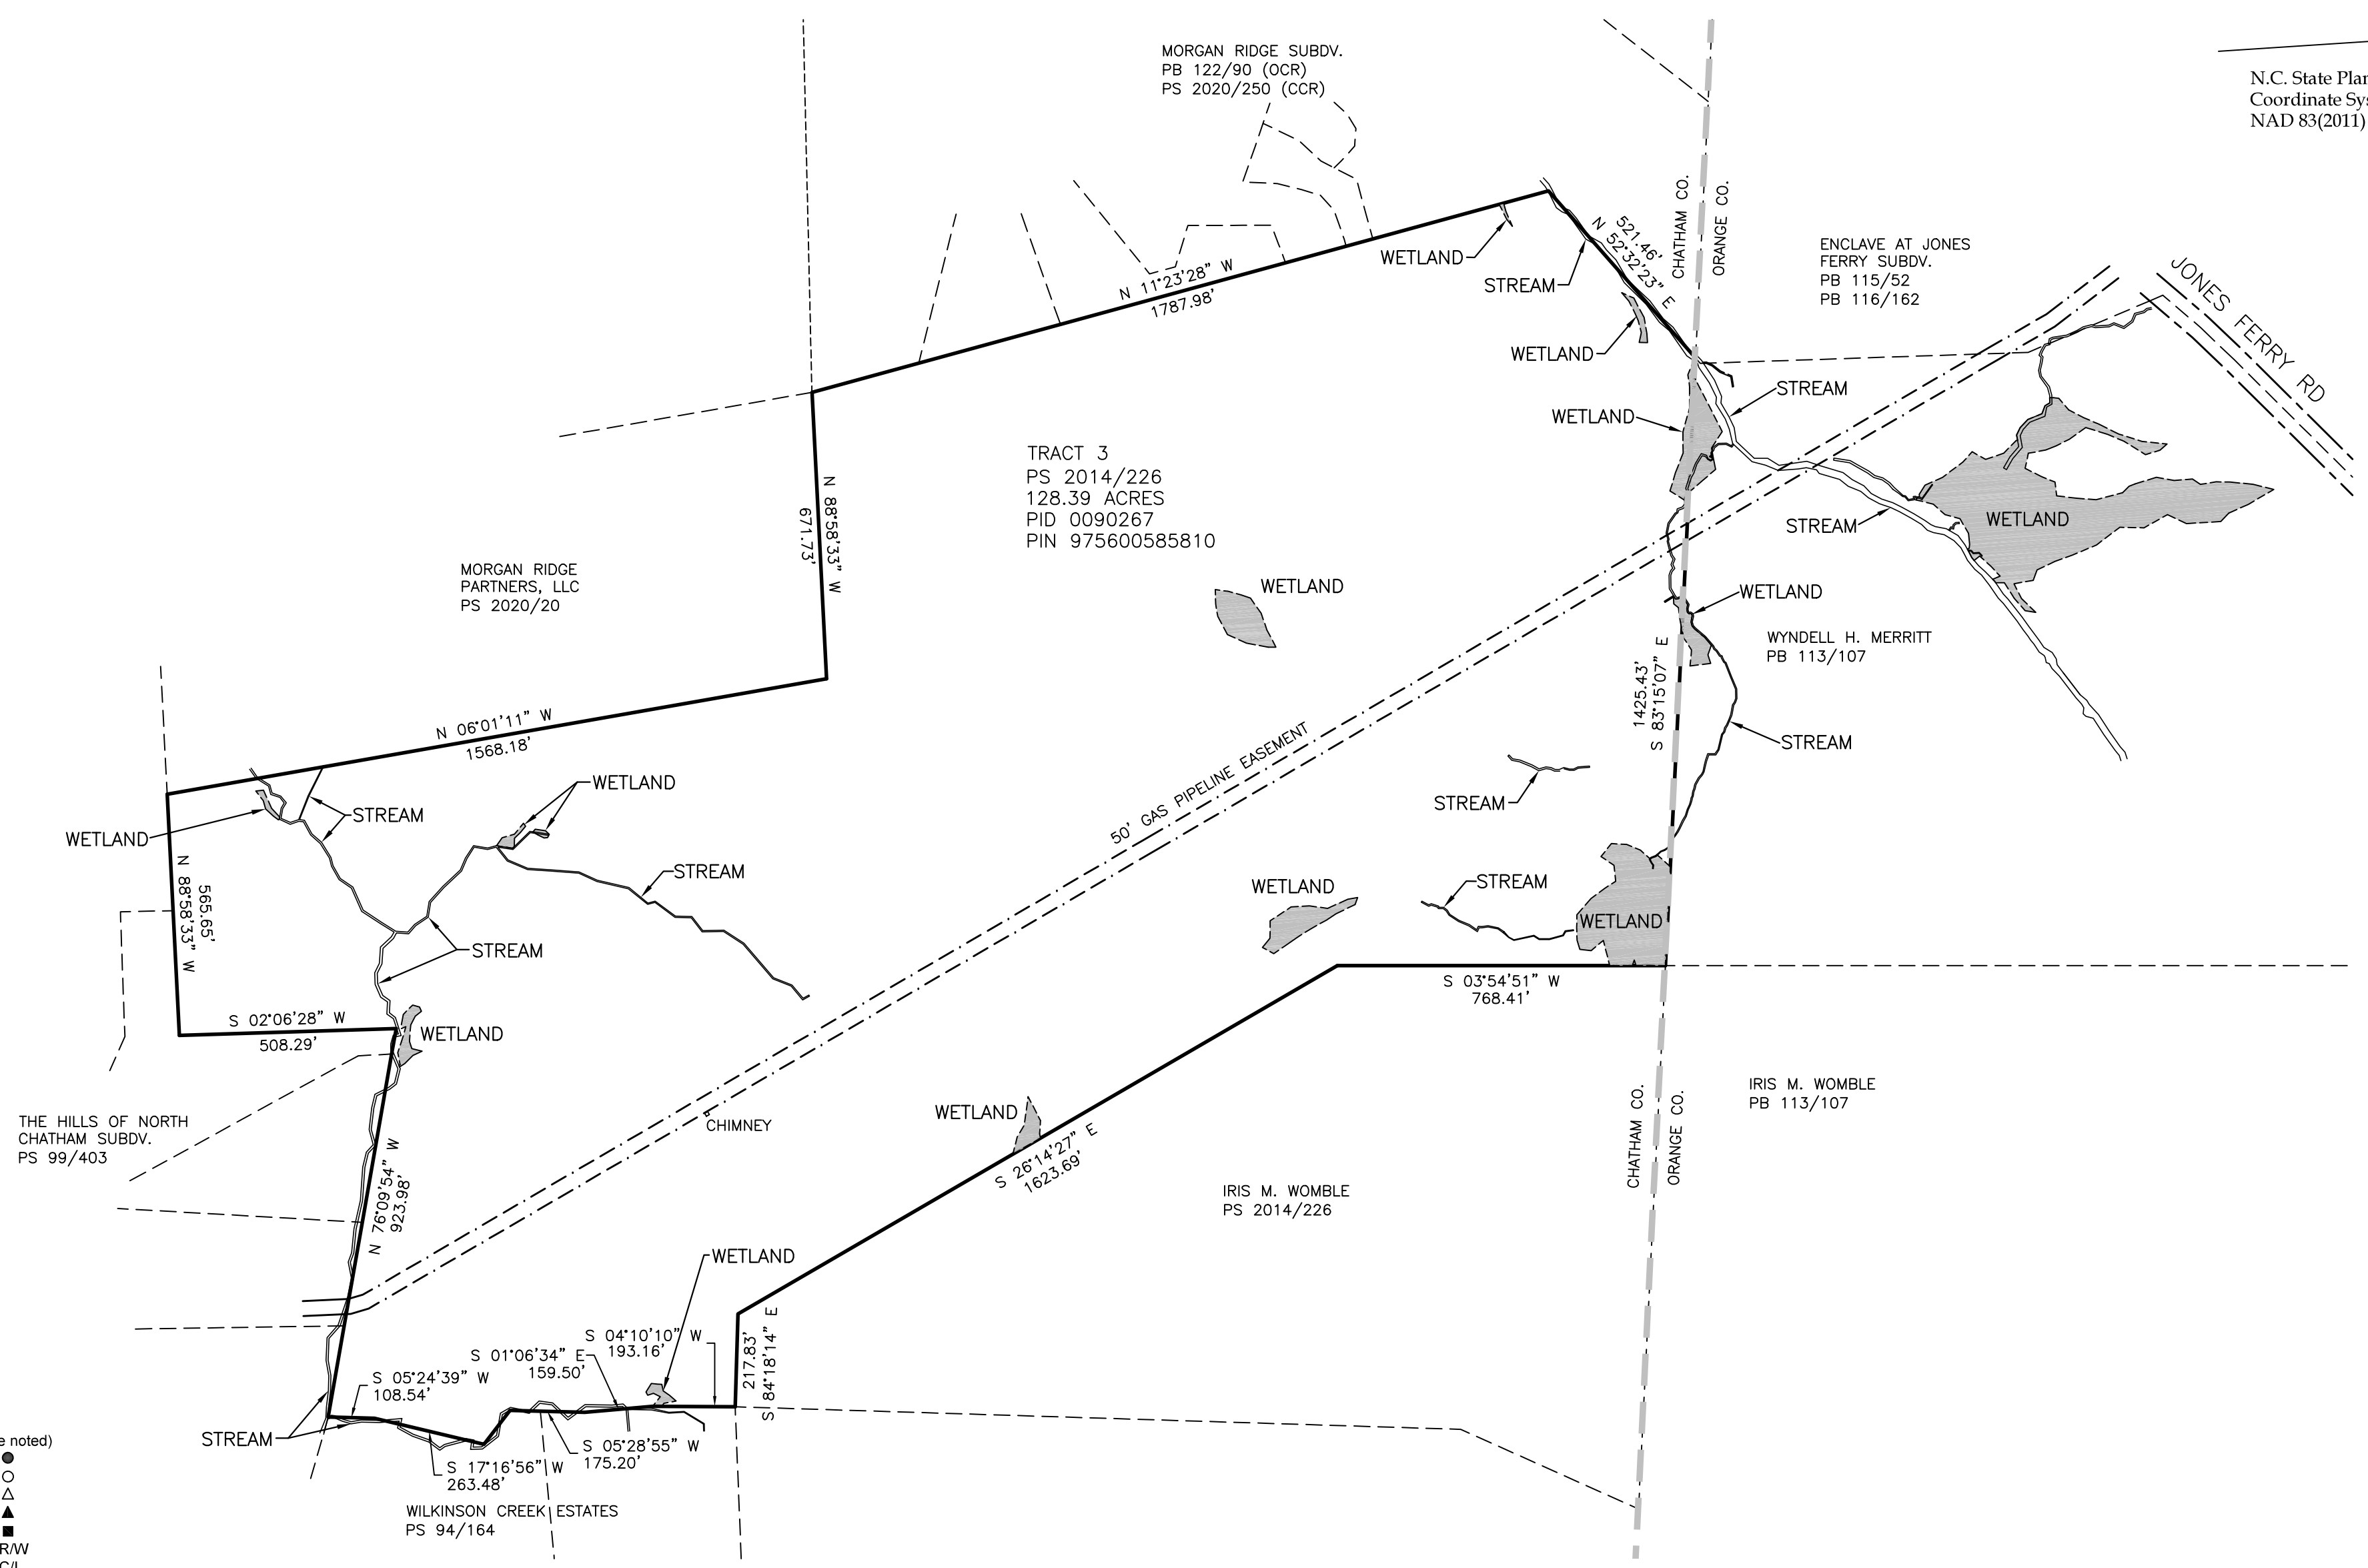 MORGAN RIDGE SUBDV.
PB 122/90 (OCR)
PS 2020/250 (CCR)
N.C. State Plan
Coordinate Sys
NAD 83(2011)
CHATHAM CO.
ORANGE CO.
521.46'
N 52°32'23" E
WETLAND
STREAM
ENCLAVE AT JONES
FERRY SUBDV.
PB 115/52
PB 116/162
JONES FERRY RD
N 11°23'28" W
1787.98'
WETLAND
STREAM
WETLAND
TRACT 3
PS 2014/226
128.39 ACRES
PID 0090267
PIN 975600585810
N 88°58'33" W
671.73'
STREAM
WETLAND
MORGAN RIDGE
PARTNERS, LLC
PS 2020/20
WETLAND
WETLAND
WYNDELL H. MERRITT
PB 113/107
1425.43'
S 83°15'07" E
N 06°01'11" W
1568.18'
50' GAS PIPELINE EASEMENT
STREAM
WETLAND
STREAM
STREAM
WETLAND
STREAM
STREAM
WETLAND
WETLAND
N 88°58'33" W
565.65'
STREAM
S 03°54'51" W
768.41'
S 02°06'28" W
508.29'
WETLAND
THE HILLS OF NORTH
CHATHAM SUBDV.
PS 99/403
N 76°09'54" W
923.98'
CHIMNEY
WETLAND
S 26°14'27" E
1623.69'
IRIS M. WOMBLE
PS 2014/226
CHATHAM CO.
ORANGE CO.
IRIS M. WOMBLE
PB 113/107
WETLAND
S 04°10'10" W
193.16'
S 01°06'34" E
159.50'
217.83'
S 84°18'14" E
S 05°24'39" W
108.54'
STREAM
S 05°28'55" W
175.20'
S 17°16'56" W
263.48'
WILKINSON CREEK ESTATES
PS 94/164
e noted)
R/W